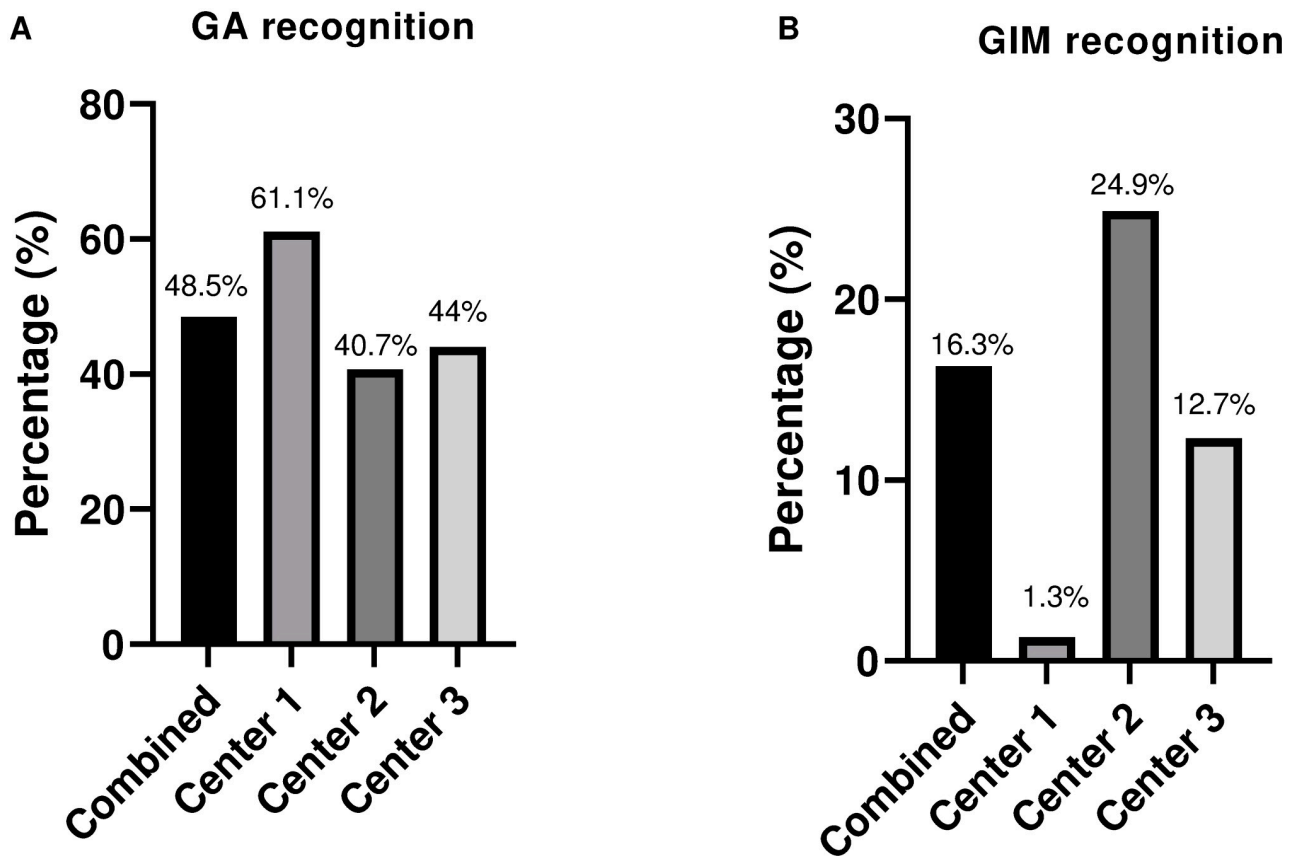 A
GA recognition
Percentage (%)
80
60
40
20
0
48.5%
61.1%
40.7%
44%
Combined
Center 1
Center 2
Center 3
B
GIM recognition
Percentage (%)
30
20
10
0
16.3%
1.3%
24.9%
12.7%
Combined
Center 1
Center 2
Center 3